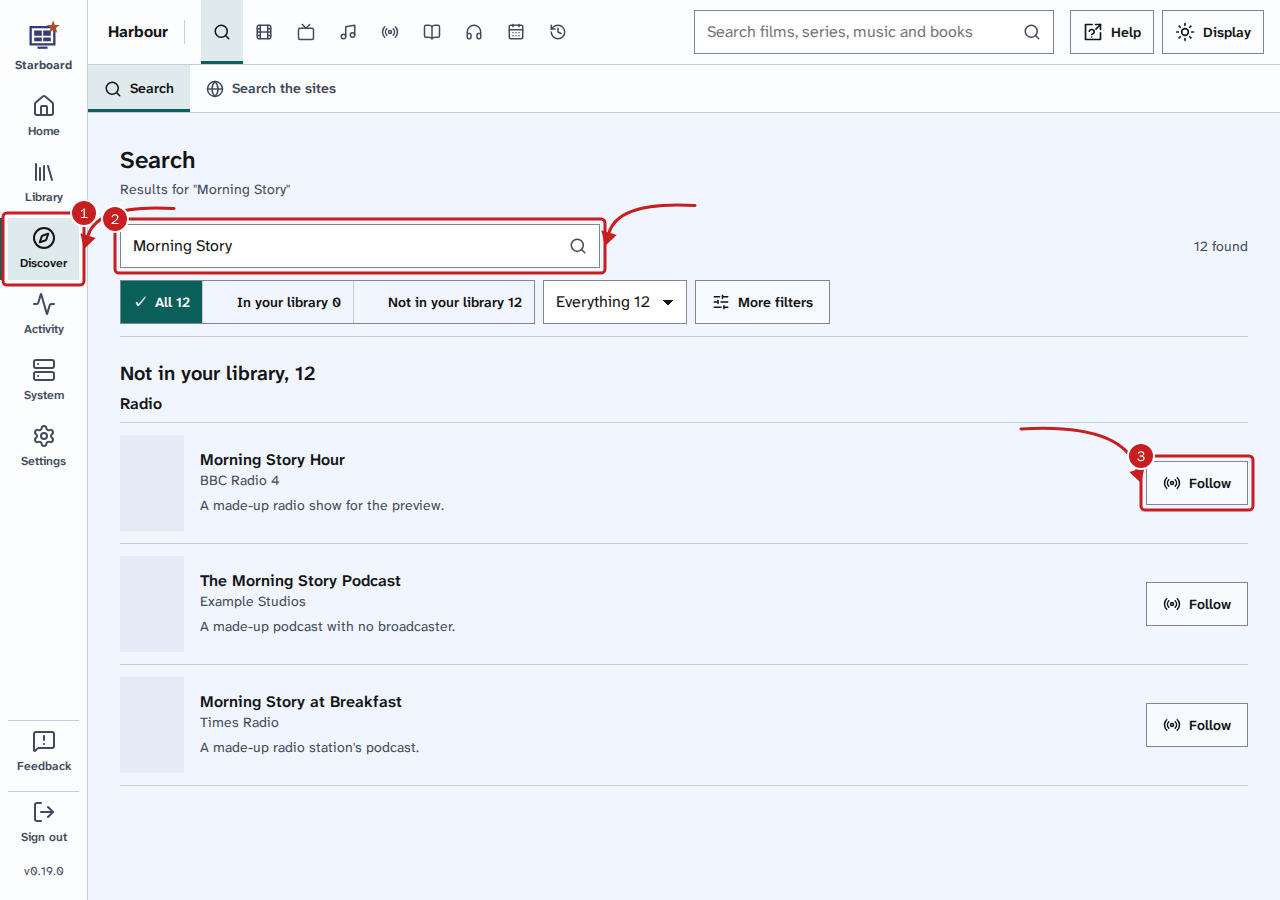 Starboard
Home
Library
Discover
Activity
System
Settings
Feedback
Sign out
v0.19.0
Harbour
Search films, series, music and books
Help
Display
Search
Search the sites
Search
Results for "Morning Story"
1
2
Morning Story
12 found
✓ All 12
In your library 0
Not in your library 12
Everything 12
More filters
Not in your library, 12
Radio
Morning Story Hour
BBC Radio 4
A made-up radio show for the preview.
3
Follow
The Morning Story Podcast
Example Studios
A made-up podcast with no broadcaster.
Follow
Morning Story at Breakfast
Times Radio
A made-up radio station's podcast.
Follow